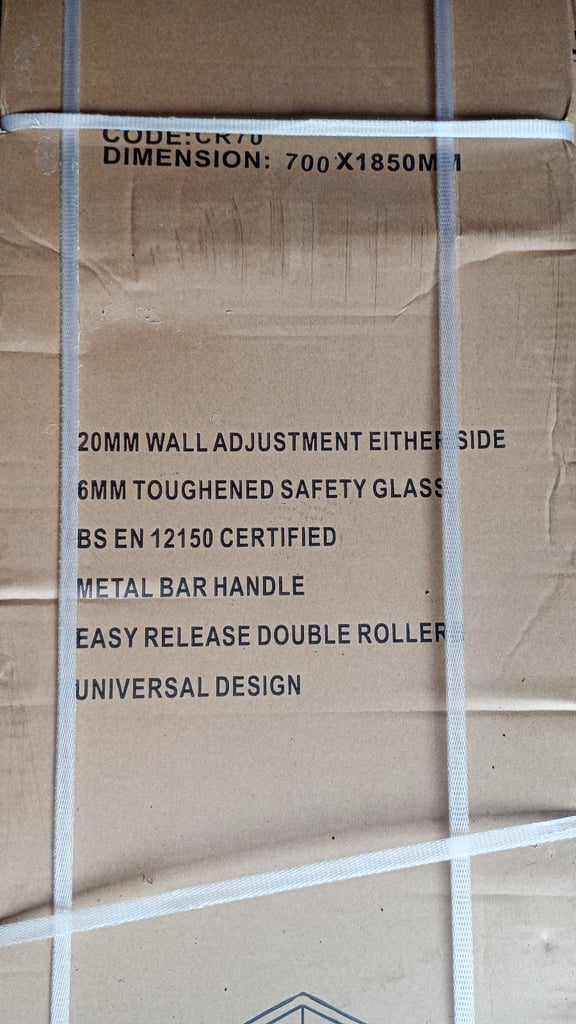 CODE:CR70
DIMENSION: 700 X1850MM
20MM WALL ADJUSTMENT EITHER SIDE
6MM TOUGHENED SAFETY GLASS
BS EN 12150 CERTIFIED
METAL BAR HANDLE
EASY RELEASE DOUBLE ROLLER
UNIVERSAL DESIGN